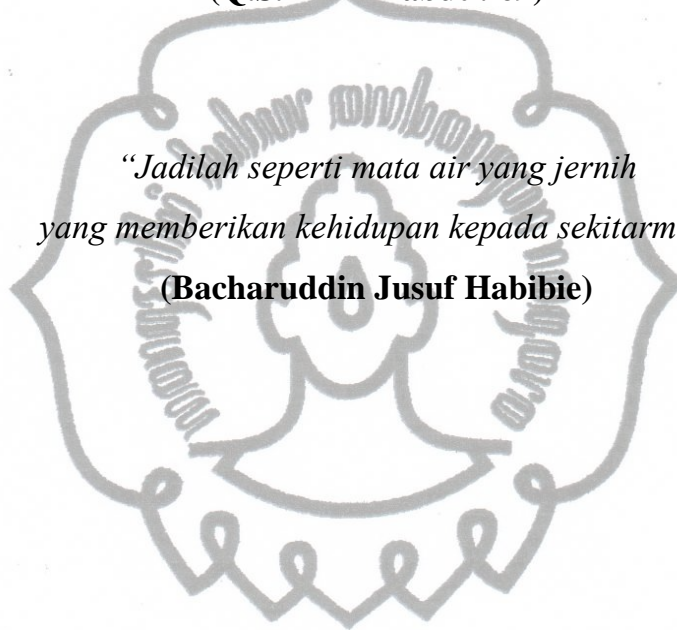 (Q.S.
“Jadilah seperti mata air yang jernih
yang memberikan kehidupan kepada sekitarm
(Bacharuddin Jusuf Habibie)